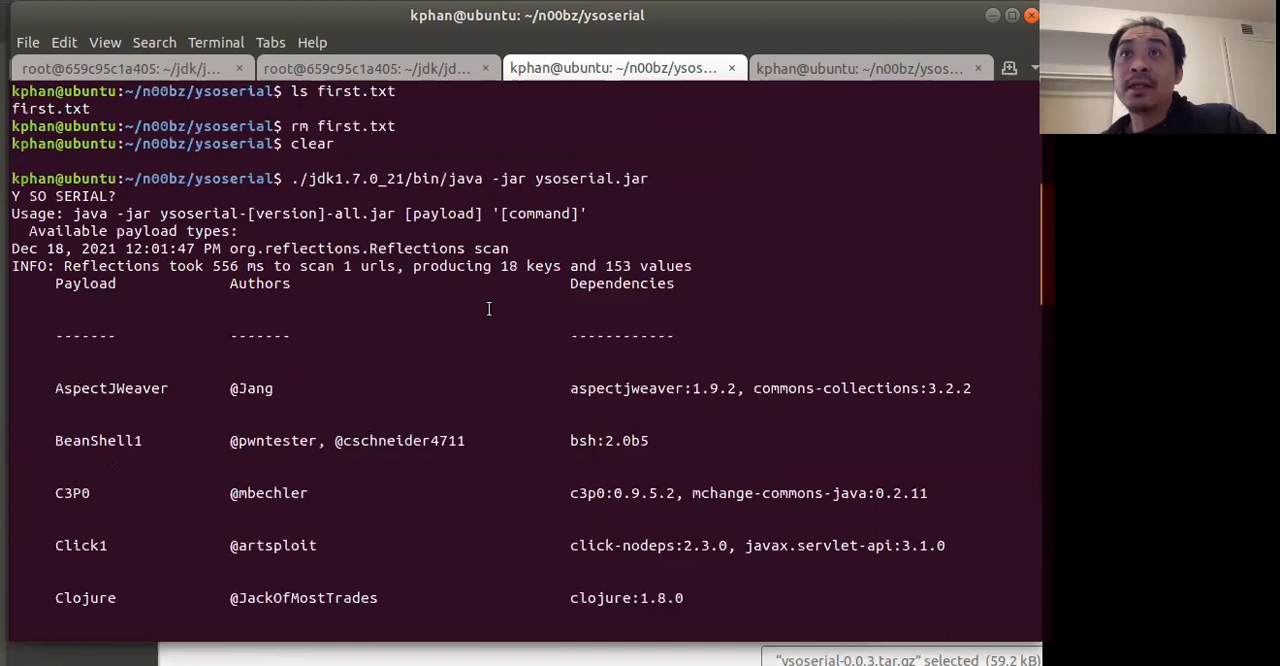 kphan@ubuntu: ~/n00bz/ysoserial
File Edit View Search Terminal Tabs Help
root@659c95c1a405: ~/jdk/j... × root@659c95c1a405: ~/jdk/jd... × kphan@ubuntu: ~/n00bz/ysos... × kphan@ubuntu: ~/n00bz/ysos... ×
kphan@ubuntu:~/n00bz/ysoserial$ ls first.txt
first.txt
kphan@ubuntu:~/n00bz/ysoserial$ rm first.txt
kphan@ubuntu:~/n00bz/ysoserial$ clear
kphan@ubuntu:~/n00bz/ysoserial$ ./jdk1.7.0_21/bin/java -jar ysoserial.jar
Y SO SERIAL?
Usage: java -jar ysoserial-[version]-all.jar [payload] '[command]'
Available payload types:
Dec 18, 2021 12:01:47 PM org.reflections.Reflections scan
INFO: Reflections took 556 ms to scan 1 urls, producing 18 keys and 153 values
Payload Authors Dependencies
------- ------- ------------
AspectJWeaver @Jang aspectjweaver:1.9.2, commons-collections:3.2.2
BeanShell1 @pwntester, @cschneider4711 bsh:2.0b5
C3P0 @mbechler c3p0:0.9.5.2, mchange-commons-java:0.2.11
Click1 @artsploit click-nodeps:2.3.0, javax.servlet-api:3.1.0
Clojure @JackOfMostTrades clojure:1.8.0
"ysoserial-0.0.3.tar.gz" selected (59.2 kB)